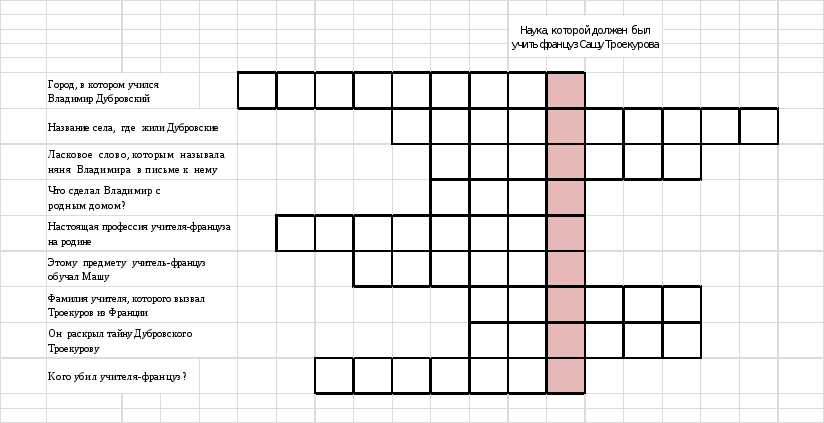 Наука, которой должен был
учить француз Сашу Троекурова
Город, в котором учился
Владимир Дубровский
Название села, где жили Дубровские
Ласковое слово, которым называла
няня Владимира в письме к нему
Что сделал Владимир с
родным домом?
Настоящая профессия учителя-француза
на родине
Этому предмету учитель-француз
обучал Машу
Фамилия учителя, которого вызвал
Троекуров из Франции
Он раскрыл тайну Дубровского
Троекурову
Кого убил учителя-француз?